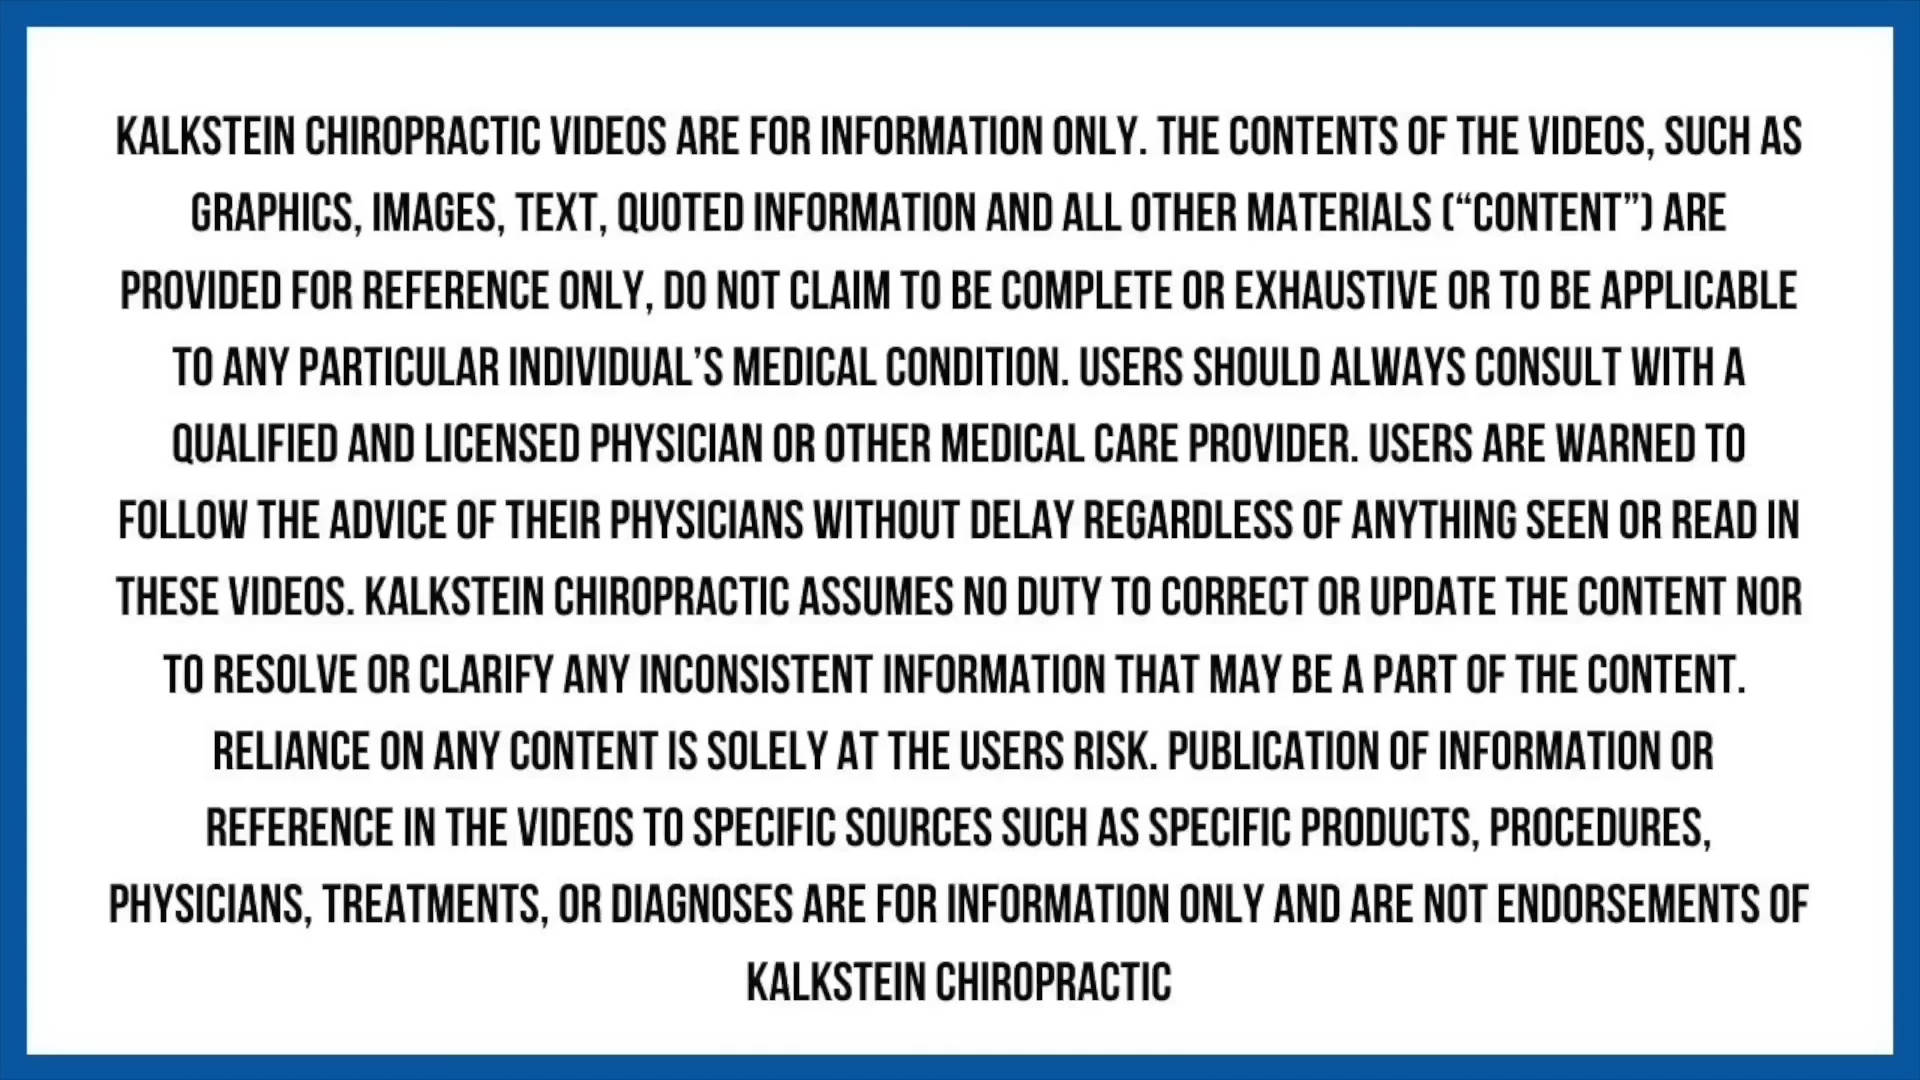 KALKSTEIN CHIROPRACTIC VIDEOS ARE FOR INFORMATION ONLY. THE CONTENTS OF THE VIDEOS, SUCH AS
GRAPHICS, IMAGES, TEXT, QUOTED INFORMATION AND ALL OTHER MATERIALS (“CONTENT”) ARE
PROVIDED FOR REFERENCE ONLY, DO NOT CLAIM TO BE COMPLETE OR EXHAUSTIVE OR TO BE APPLICABLE
TO ANY PARTICULAR INDIVIDUAL’S MEDICAL CONDITION. USERS SHOULD ALWAYS CONSULT WITH A
QUALIFIED AND LICENSED PHYSICIAN OR OTHER MEDICAL CARE PROVIDER. USERS ARE WARNED TO
FOLLOW THE ADVICE OF THEIR PHYSICIANS WITHOUT DELAY REGARDLESS OF ANYTHING SEEN OR READ IN
THESE VIDEOS. KALKSTEIN CHIROPRACTIC ASSUMES NO DUTY TO CORRECT OR UPDATE THE CONTENT NOR
TO RESOLVE OR CLARIFY ANY INCONSISTENT INFORMATION THAT MAY BE A PART OF THE CONTENT.
RELIANCE ON ANY CONTENT IS SOLELY AT THE USERS RISK. PUBLICATION OF INFORMATION OR
REFERENCE IN THE VIDEOS TO SPECIFIC SOURCES SUCH AS SPECIFIC PRODUCTS, PROCEDURES,
PHYSICIANS, TREATMENTS, OR DIAGNOSES ARE FOR INFORMATION ONLY AND ARE NOT ENDORSEMENTS OF
KALKSTEIN CHIROPRACTIC